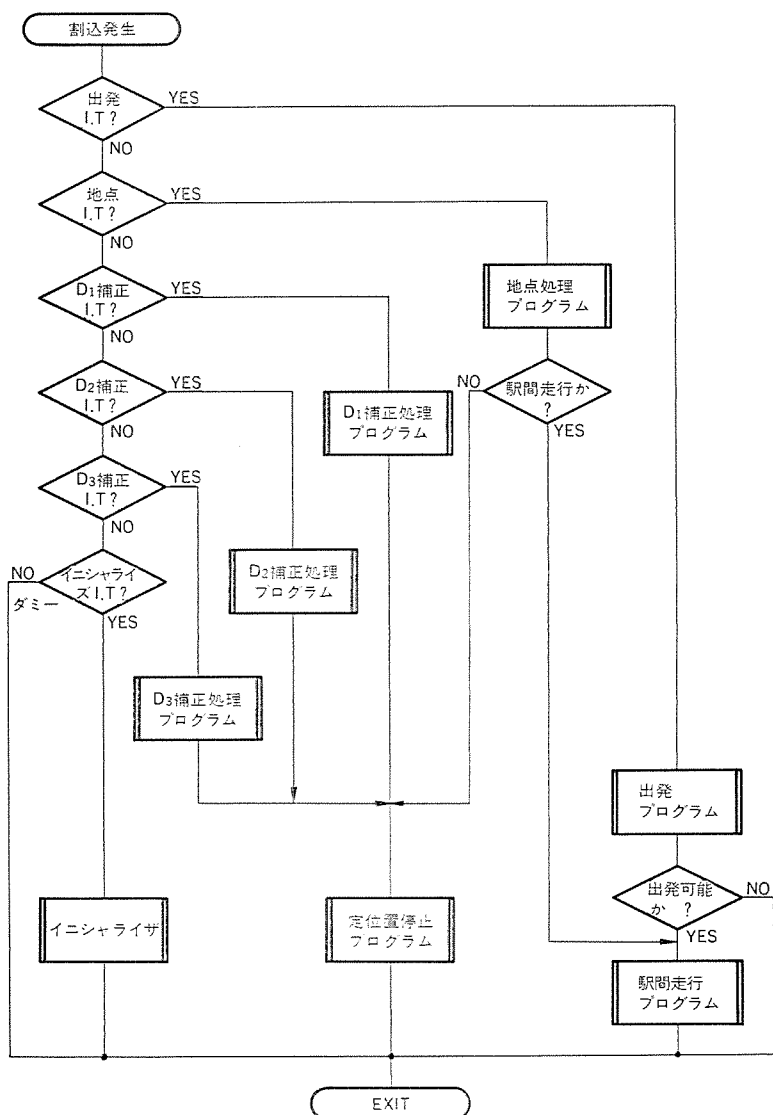 割込発生
出発
I.T?
YES
NO
地点
I.T?
YES
NO
地点処理
プログラム
D1補正
I.T?
YES
NO
D2補正
I.T?
YES
NO
D1補正処理
プログラム
NO
駅間走行か
?
YES
D3補正
I.T?
YES
NO
D2補正処理
プログラム
NO
ダミー
イニシャライ
ズI.T?
YES
D3補正処理
プログラム
出発
プログラム
イニシャライザ
定位置停止
プログラム
出発可能
か ?
NO
YES
駅間走行
プログラム
EXIT